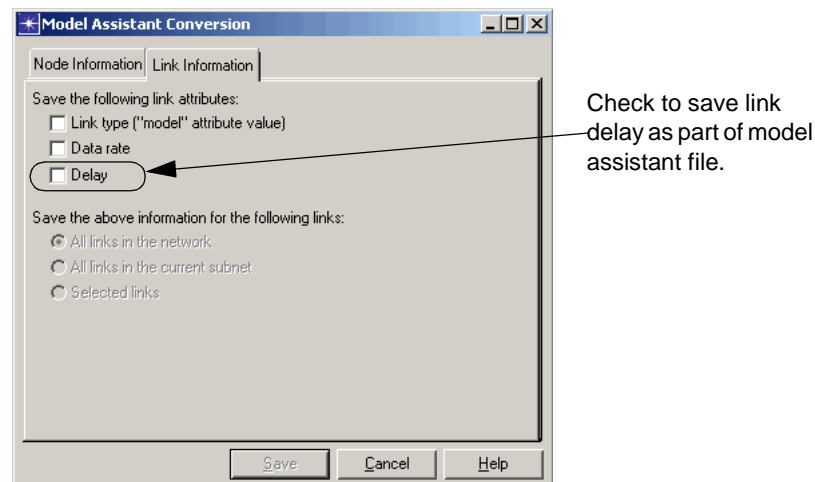 Model Assistant Conversion
Node Information
Link Information
Save the following link attributes:
Link type ("model" attribute value)
Data rate
Delay
Save the above information for the following links:
All links in the network
All links in the current subnet
Selected links
Save
Cancel
Help
Check to save link
delay as part of model
assistant file.